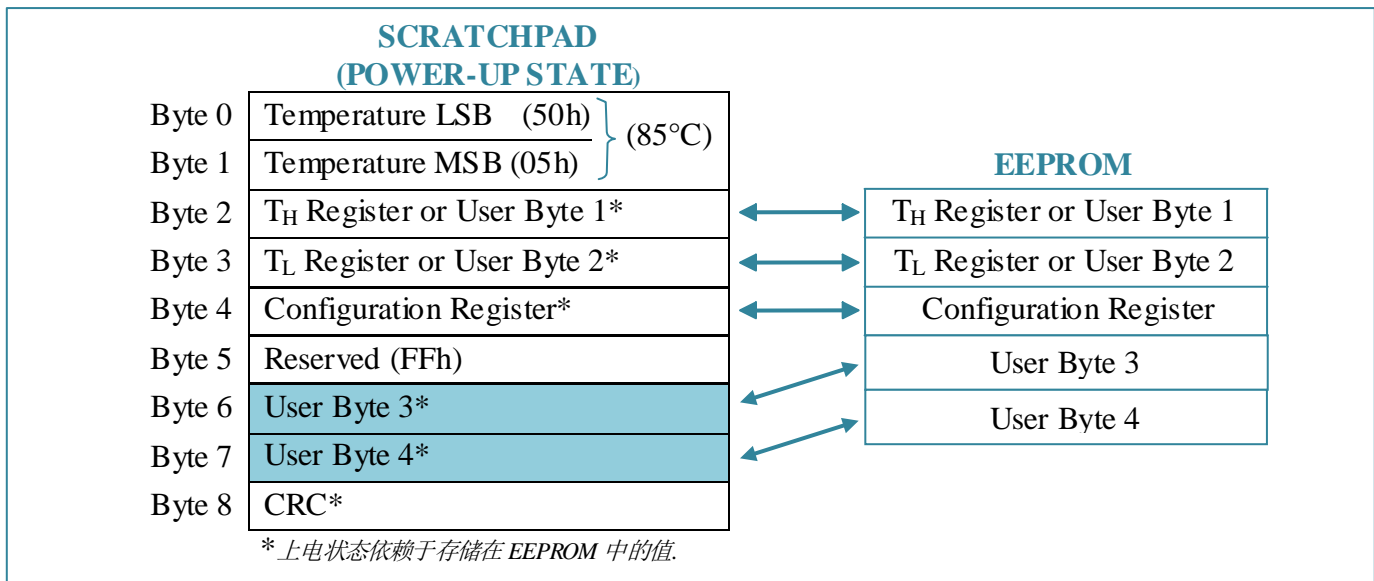 SCRATCHPAD
(POWER-UP STATE)
Byte 0 Temperature LSB (50h)
(85°C)
Byte 1 Temperature MSB (05h)
EEPROM
Byte 2 TH Register or User Byte 1* TH Register or User Byte 1
Byte 3 TL Register or User Byte 2* TL Register or User Byte 2
Byte 4 Configuration Register* Configuration Register
Byte 5 Reserved (FFh)
User Byte 3
Byte 6 User Byte 3*
User Byte 4
Byte 7 User Byte 4*
Byte 8 CRC*
*上电状态依赖于存储在 EEPROM 中的值.